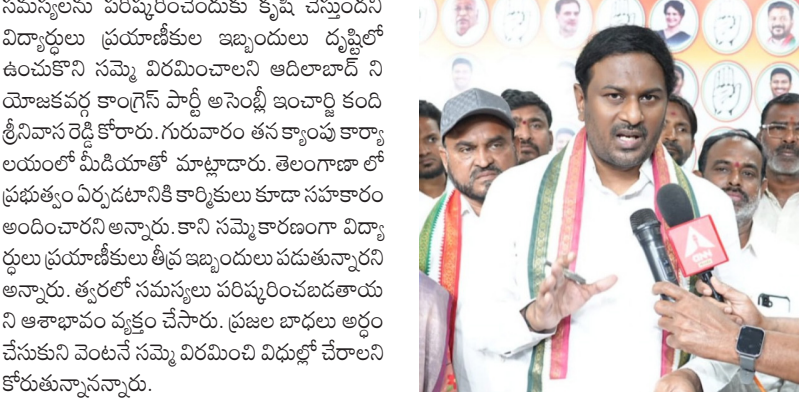 సమస్యలను పరిష్కరించేందుకు కృషి చేస్తుందని
విద్యార్థులు ప్రయాణీకుల ఇబ్బందులు దృష్టిలో
ఉంచుకొని సమ్మె విరమించాలని ఆదిలాబాద్ ని
యోజకవర్గ కాంగ్రెస్ పార్టీ అసెంబ్లీ ఇంచార్జి కంది
శ్రీనివాస రెడ్డి కోరారు. గురువారం తన క్యాంపు కార్యా
లయంలో మీడియాతో మాట్లాడారు. తెలంగాణా లో
ప్రభుత్వం ఏర్పడటానికి కార్మికులు కూడా సహకారం
అందించారని అన్నారు. కాని సమ్మె కారణంగా విద్యా
ర్థులు ప్రయాణీకులు తీవ్ర ఇబ్బందులు పడుతున్నారని
అన్నారు. త్వరలో సమస్యలు పరిష్కరించబడతాయ
ని ఆశాభావం వ్యక్తం చేసారు. ప్రజల బాధలు అర్ధం
చేసుకుని వెంటనే సమ్మె విరమించి విధుల్లో చేరాలని
కోరుతున్నానన్నారు.